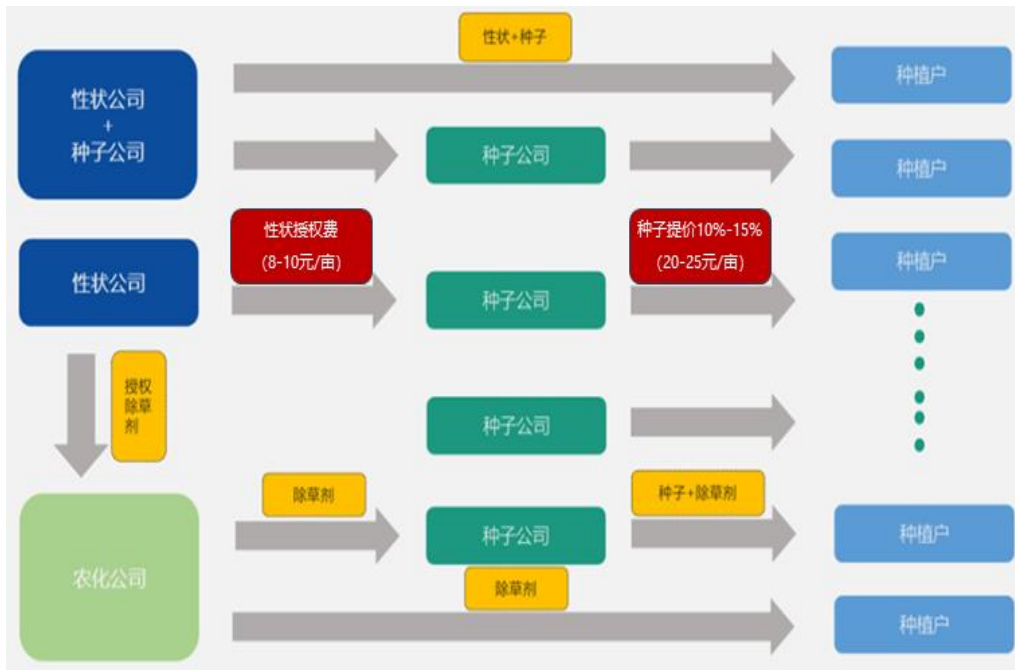 性状+种子
性状公司
+
种子公司
种植户
种子公司
种植户
性状授权费
(8-10元/亩)
种子提价10%-15%
(20-25元/亩)
性状公司
种子公司
种植户
授权
除草
剂
种子公司
除草剂
种子+除草剂
农化公司
种子公司
种植户
除草剂
种植户